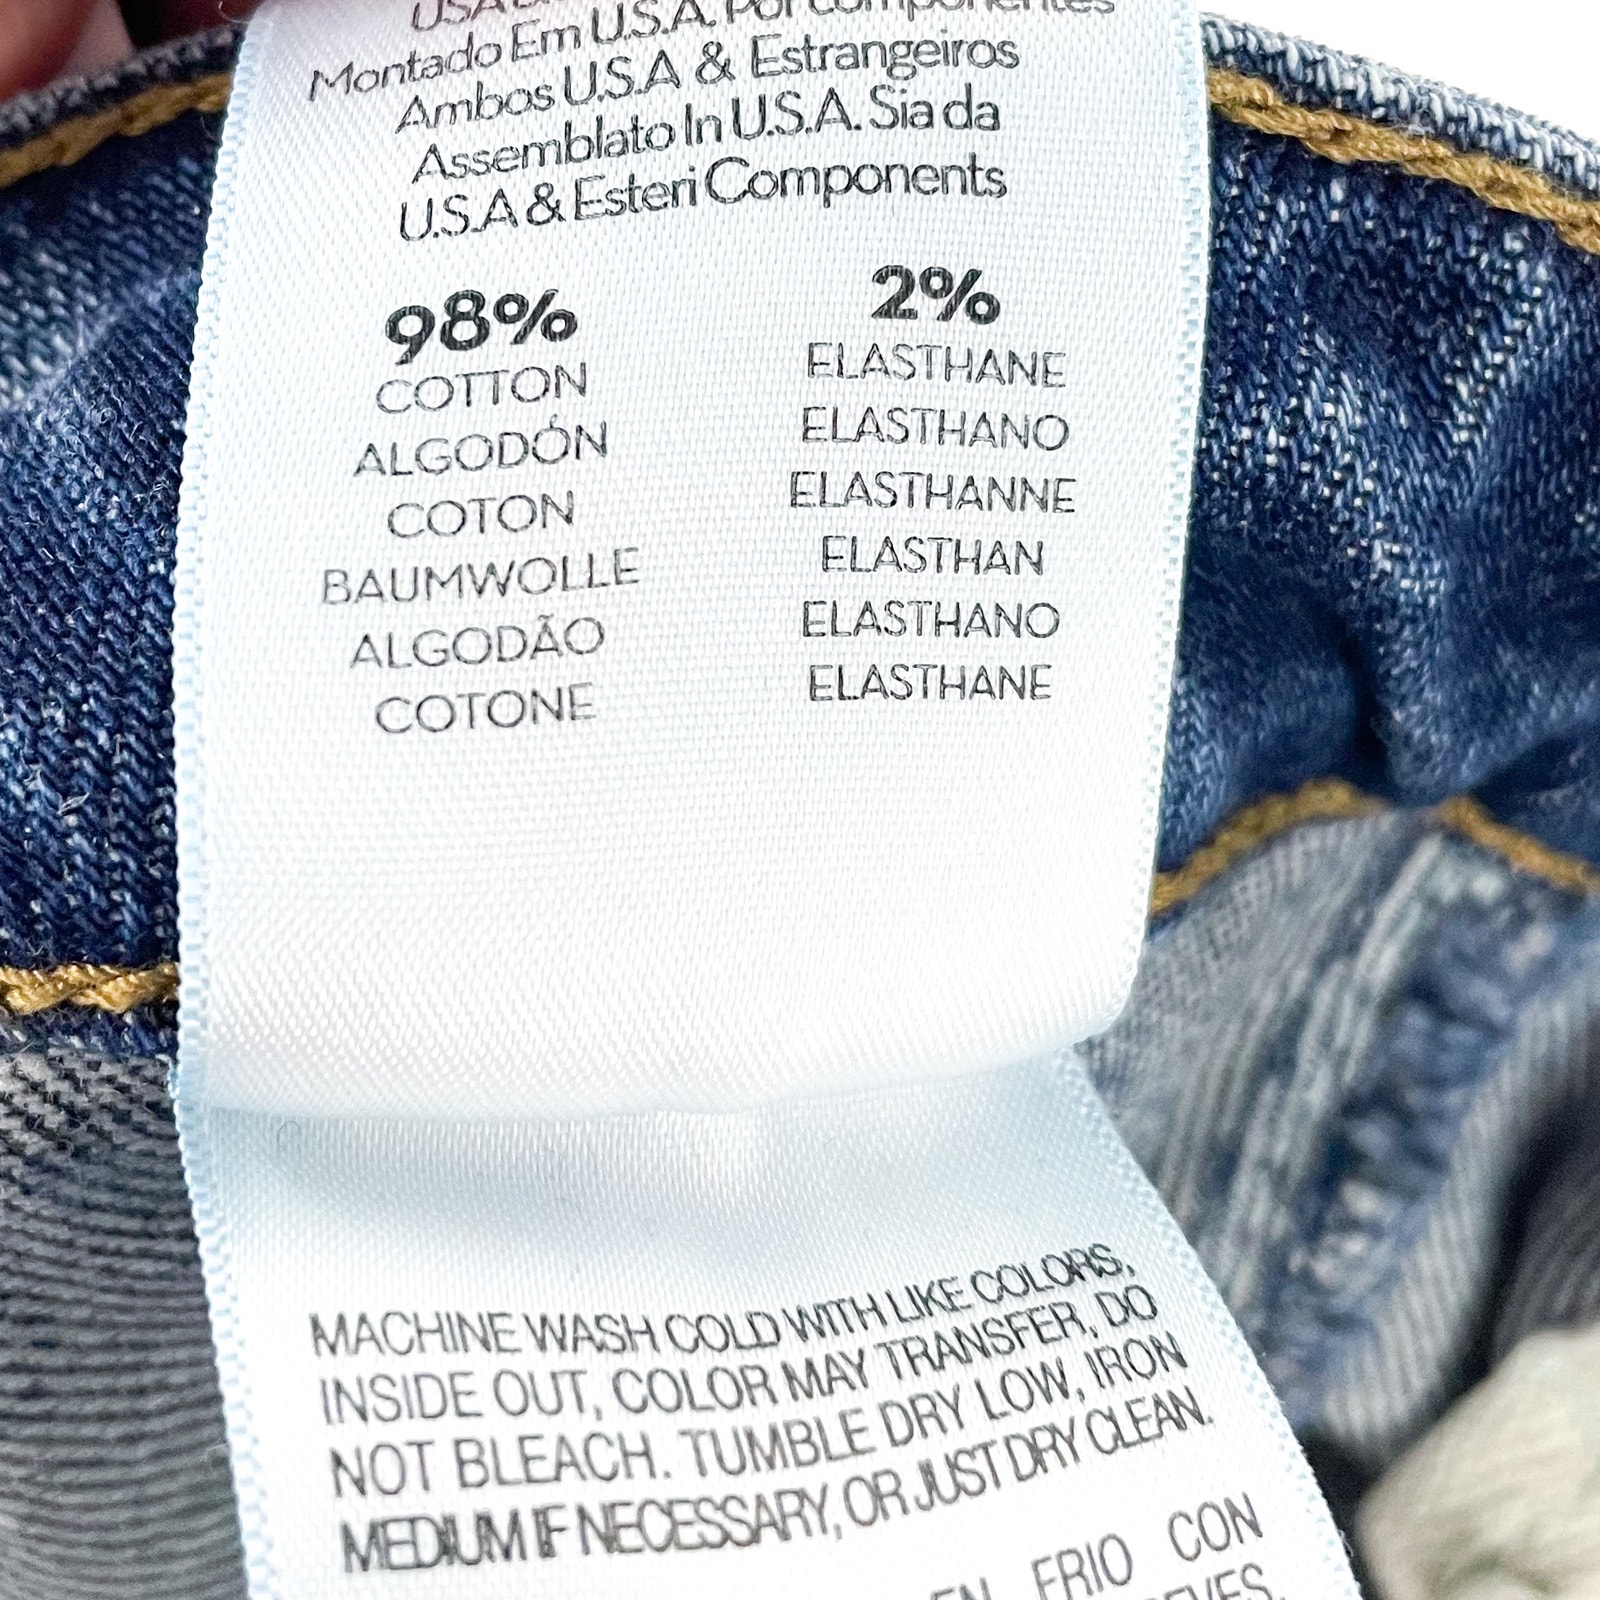 Montado Em U.S.A. Por componentes
Ambos U.S.A & Estrangeiros
Assemblato In U.S.A. Sia da
U.S.A & Esteri Components
98%
COTTON
ALGODÓN
COTON
BAUMWOLLE
ALGODÃO
COTONE
2%
ELASTHANE
ELASTHANO
ELASTHANNE
ELASTHAN
ELASTHANO
ELASTHANE
MACHINE WASH COLD WITH LIKE COLORS,
INSIDE OUT, COLOR MAY TRANSFER, DO
NOT BLEACH. TUMBLE DRY LOW, IRON
MEDIUM IF NECESSARY, OR JUST DRY CLEAN.
EN FRIO CON